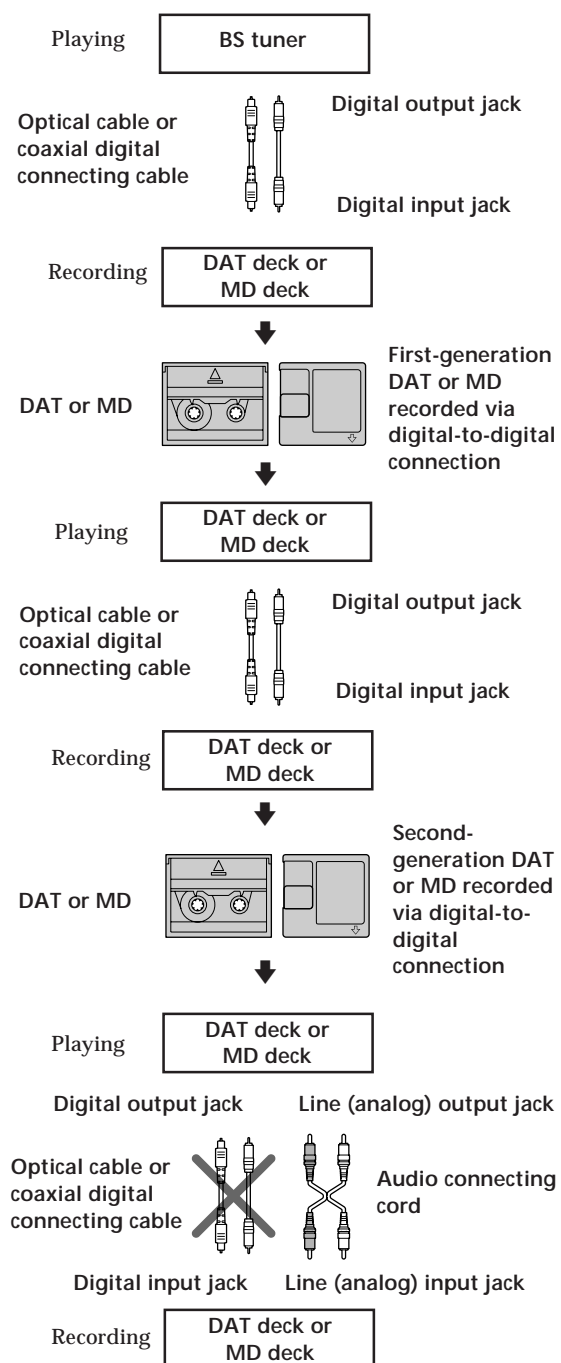 Playing
BS tuner
Optical cable or
coaxial digital
connecting cable
Digital output jack
Digital input jack
Recording
DAT deck or
MD deck
DAT or MD
First-generation
DAT or MD
recorded via
digital-to-digital
connection
Playing
DAT deck or
MD deck
Optical cable or
coaxial digital
connecting cable
Digital output jack
Digital input jack
Recording
DAT deck or
MD deck
DAT or MD
Second-
generation DAT
or MD recorded
via digital-to-
digital
connection
Playing
DAT deck or
MD deck
Digital output jack
Line (analog) output jack
Optical cable or
coaxial digital
connecting cable
Audio connecting
cord
Digital input jack
Line (analog) input jack
Recording
DAT deck or
MD deck